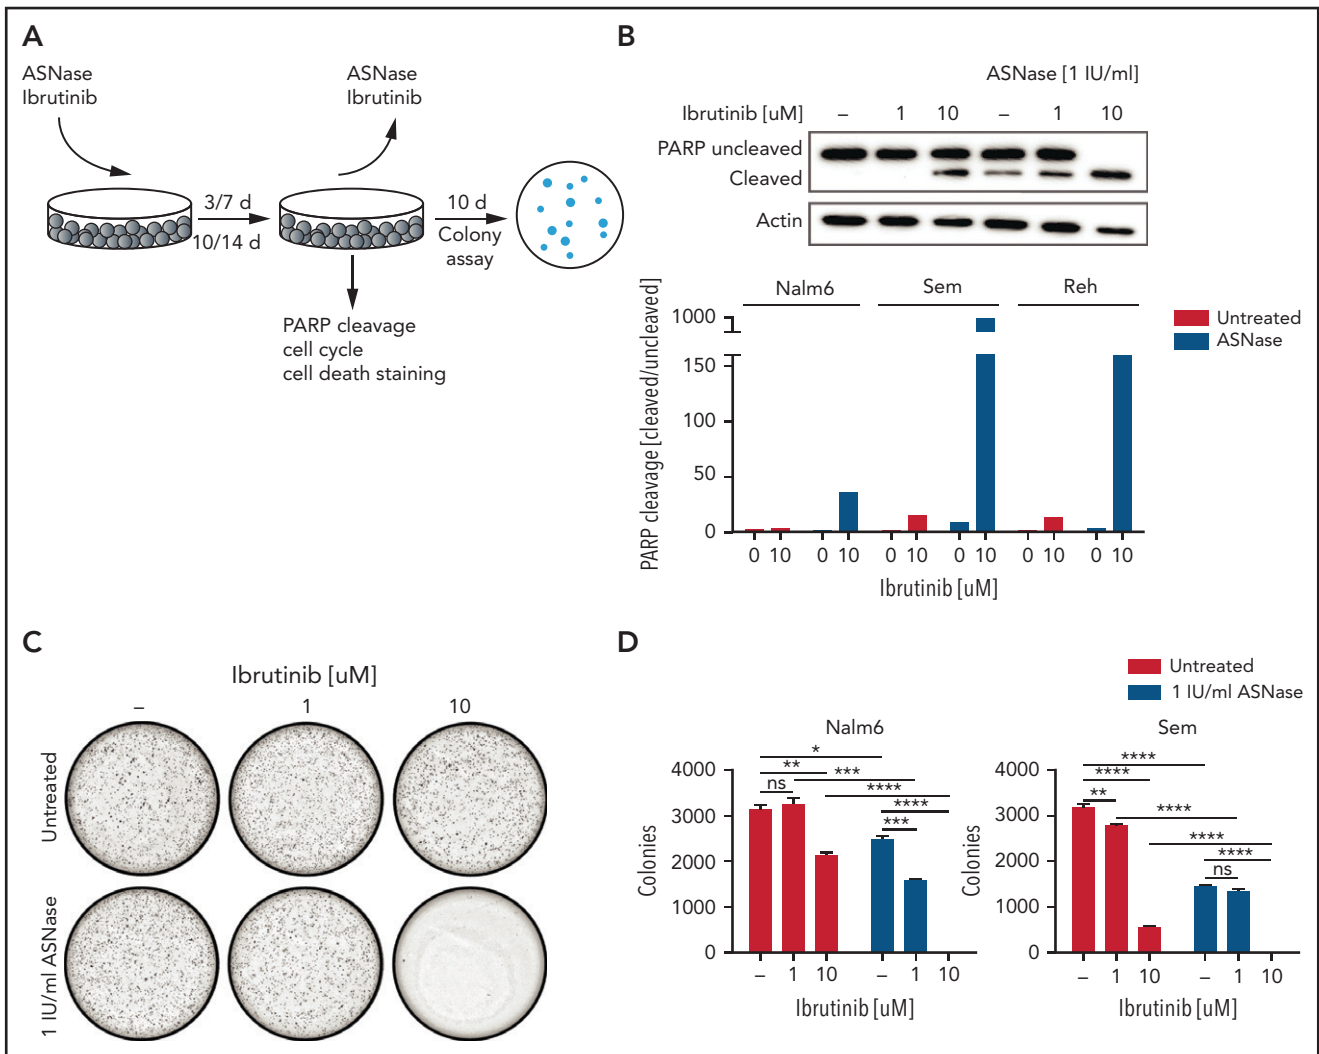 A
ASNase
Ibrutinib
ASNase
Ibrutinib
3/7 d
10/14 d
10 d
Colony
assay
PARP cleavage
cell cycle
cell death staining
B
ASNase [1 IU/ml]
Ibrutinib [uM] – 1 10 – 1 10
PARP uncleaved
Cleaved
Actin
Nalm6 Sem Reh
Untreated
ASNase
PARP cleavage [cleaved/uncleaved]
1000
150
100
50
0
0 10 0 10 0 10 0 10 0 10 0 10
Ibrutinib [uM]
C
Ibrutinib [uM]
– 1 10
Untreated
1 IU/ml ASNase
D
Untreated
1 IU/ml ASNase
Nalm6
Colonies
4000
3000
2000
1000
0
*
**
***
ns
****
****
***
– 1 10 – 1 10
Ibrutinib [uM]
Sem
Colonies
4000
3000
2000
1000
0
****
****
**
****
****
****
ns
– 1 10 – 1 10
Ibrutinib [uM]